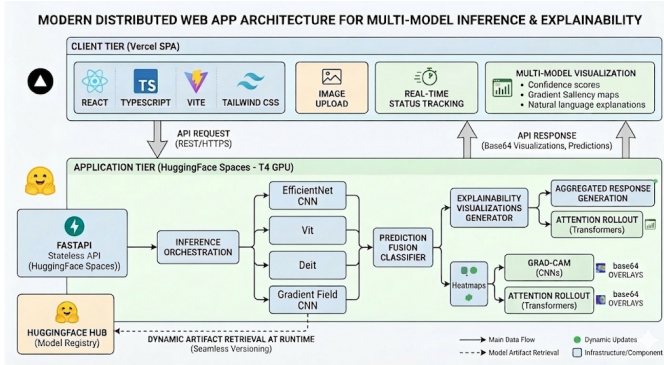 MODERN DISTRIBUTED WEB APP ARCHITECTURE FOR MULTI-MODEL INFERENCE & EXPLAINABILITY
CLIENT TIER (Vercel SPA)
REACT
TS
TYPESCRIPT
VITE
TAILWIND CSS
IMAGE
UPLOAD
REAL-TIME
STATUS TRACKING
MULTI-MODEL VISUALIZATION
• Confidence scores
• Gradient Sallency maps
• Natural language explanations
API REQUEST
(REST/HTTPS)
API RESPONSE
(Base64 Visualizations, Predictions)
APPLICATION TIER (HuggingFace Spaces - T4 GPU)
FASTAPI
Stateless API
(HuggingFace Spaces))
INFERENCE
ORCHESTRATION
EfficientNet
CNN
Vit
Deit
Gradient Field
CNN
PREDICTION
FUSION
CLASSIFIER
EXPLAINABILITY
VISUALIZATIONS
GENERATOR
AGGREGATED RESPONSE
GENERATION
ATTENTION ROLLOUT
(Transformers)
Heatmaps
GRAD-CAM
(CNNs)
base64
OVERLAYS
ATTENTION ROLLOUT
(Transformers)
base64
OVERLAYS
HUGGINGFACE HUB
(Model Registry)
DYNAMIC ARTIFACT RETRIEVAL AT RUNTIME
(Seamless Versioning)
Main Data Flow
Dynamic Updates
Model Artifact Retrieval
Infrastructure/Component